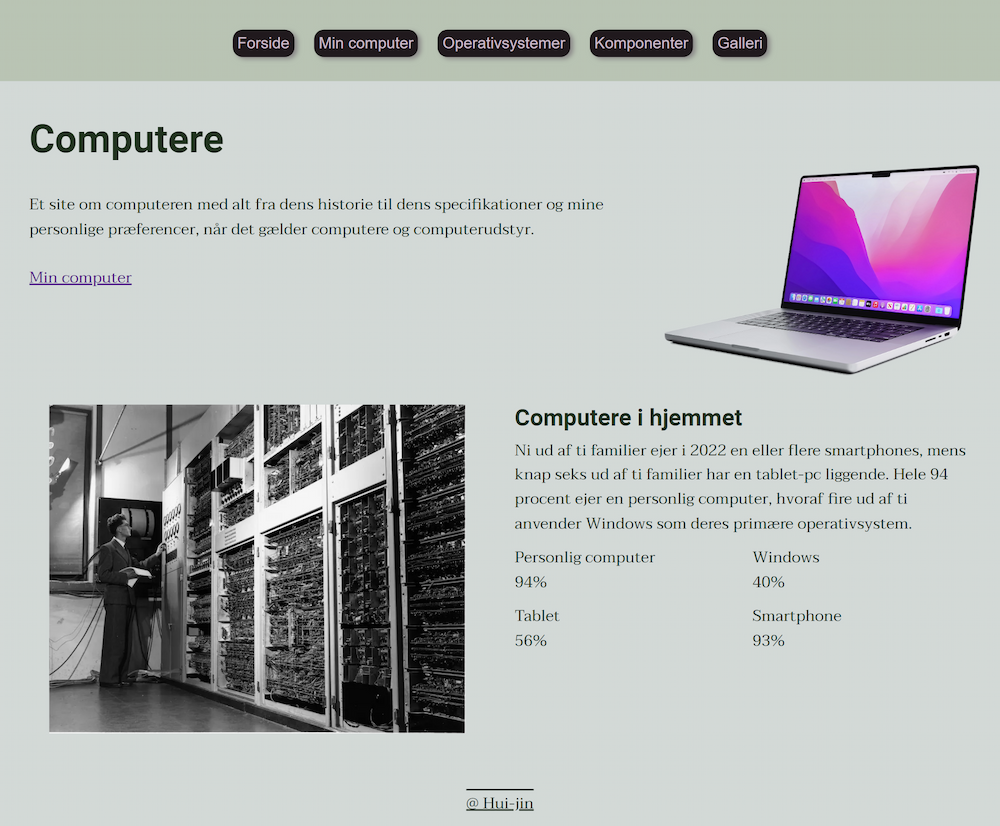 Forside Min computer Operativsystemer Komponenter Galleri
Computere
Et site om computeren med alt fra dens historie til dens specifikationer og mine
personlige præferencer, når det gælder computere og computerudstyr.
Min computer
Computere i hjemmet
Ni ud af ti familier ejer i 2022 en eller flere smartphones, mens
knap seks ud af ti familier har en tablet-pc liggende. Hele 94
procent ejer en personlig computer, hvoraf fire ud af ti
anvender Windows som deres primære operativsystem.
Personlig computer Windows
94% 40%
Tablet Smartphone
56% 93%
@ Hui-jin